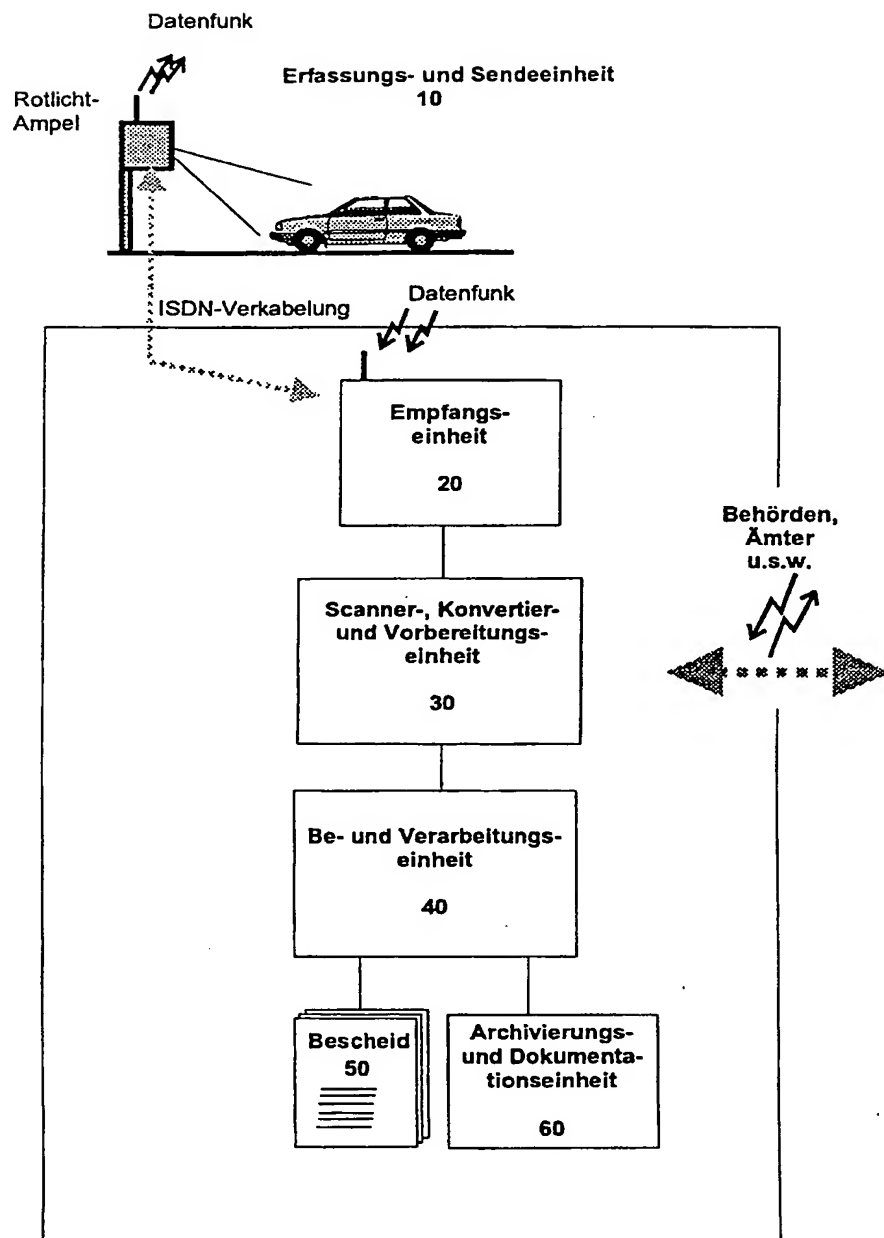 Datenfunk
Erfassungs- und Sendeeinheit
10
Rotlicht-
Ampel
ISDN-Verkabelung
Datenfunk
Empfangs-
einheit
20
Behörden,
Ämter
u.s.w.
Scanner-, Konvertier-
und Vorbereitungs-
einheit
30
Be- und Verarbeitungs-
einheit
40
Bescheid
50
Archivierungs-
und Dokumenta-
tionseinheit
60